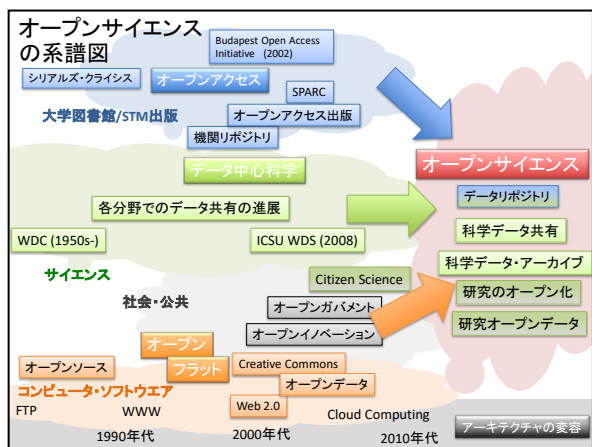 オープンサイエンス
の系譜図
Budapest Open Access
Initiative (2002)
シリアルズ・クライシス
オープンアクセス
SPARC
大学図書館/STM出版
オープンアクセス出版
機関リポジトリ
データ中心科学
オープンサイエンス
データリポジトリ
各分野でのデータ共有の進展
科学データ共有
WDC (1950s-)
ICSU WDS (2008)
科学データ・アーカイブ
サイエンス
Citizen Science
研究のオープン化
社会・公共
オープンガバメント
オープンイノベーション
研究オープンデータ
オープン
フラット
オープンソース
Creative Commons
オープンデータ
コンピュータ・ソフトウエア
Web 2.0
FTP
WWW
Cloud Computing
アーキテクチャの変容
1990年代
2000年代
2010年代